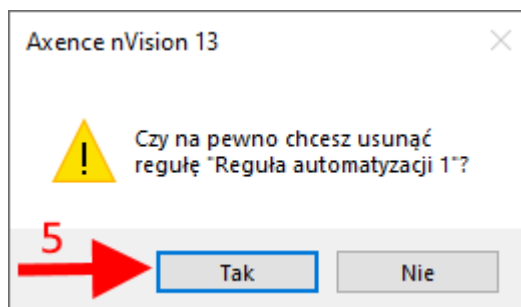 Axence nVision 13
Czy na pewno chcesz usunąć
regułę "Reguła automatyzacji 1"?
5
Tak
Nie